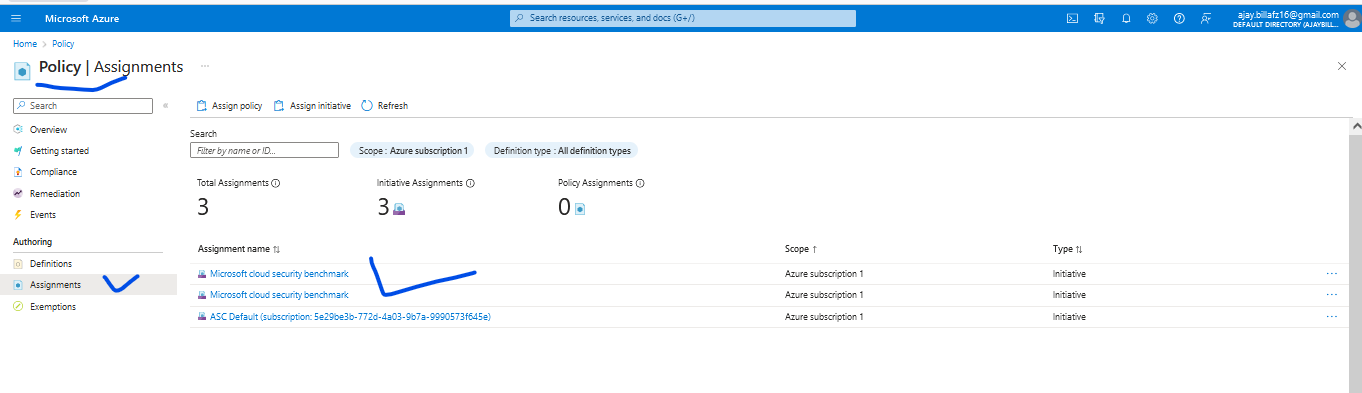 Microsoft Azure
Search resources, services, and docs (G+/)
ajay.billafz16@gmail.com
DEFAULT DIRECTORY (AJAYBILL...
Home > Policy
Policy | Assignments ...
Search «
Overview
Getting started
Compliance
Remediation
Events
Authoring
Definitions
Assignments
Exemptions
Assign policy Assign initiative Refresh
Search
Filter by name or ID... Scope : Azure subscription 1 Definition type : All definition types
Total Assignments Initiative Assignments Policy Assignments
3 3 0
Assignment name Scope Type
Microsoft cloud security benchmark Azure subscription 1 Initiative ...
Microsoft cloud security benchmark Azure subscription 1 Initiative ...
ASC Default (subscription: 5e29be3b-772d-4a03-9b7a-9990573f645e) Azure subscription 1 Initiative ...